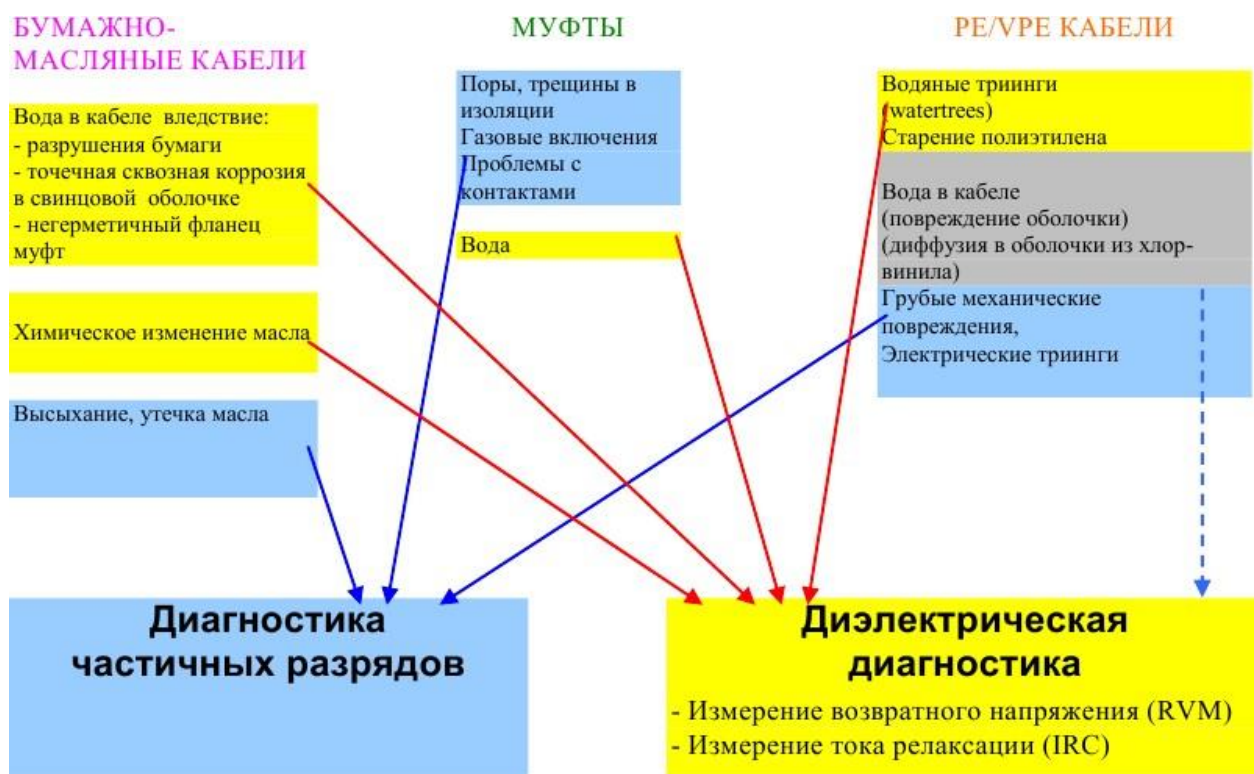 БУМАЖНО-
МАСЛЯНЫЕ КАБЕЛИ
Вода в кабеле вледствие:
- разрушения бумаги
- точечная сквозная коррозия
в свинцовой оболочке
- негерметичный фланец
муфт
Химическое изменение масла
Высыхание, утечка масла
МУФТЫ
Поры, трещины в
изоляции
Газовые включения
Проблемы с
контактами
Вода
PE/VPE КАБЕЛИ
Водяные триинги
(watertrees)
Старение полиэтилена
Вода в кабеле
(повреждение оболочки)
(диффузия в оболочки из хлор-
винила)
Грубые механические
повреждения,
Электрические триинги
Диагностика
частичных разрядов
Диэлектрическая
диагностика
- Измерение возвратного напряжения (RVM)
- Измерение тока релаксации (IRC)